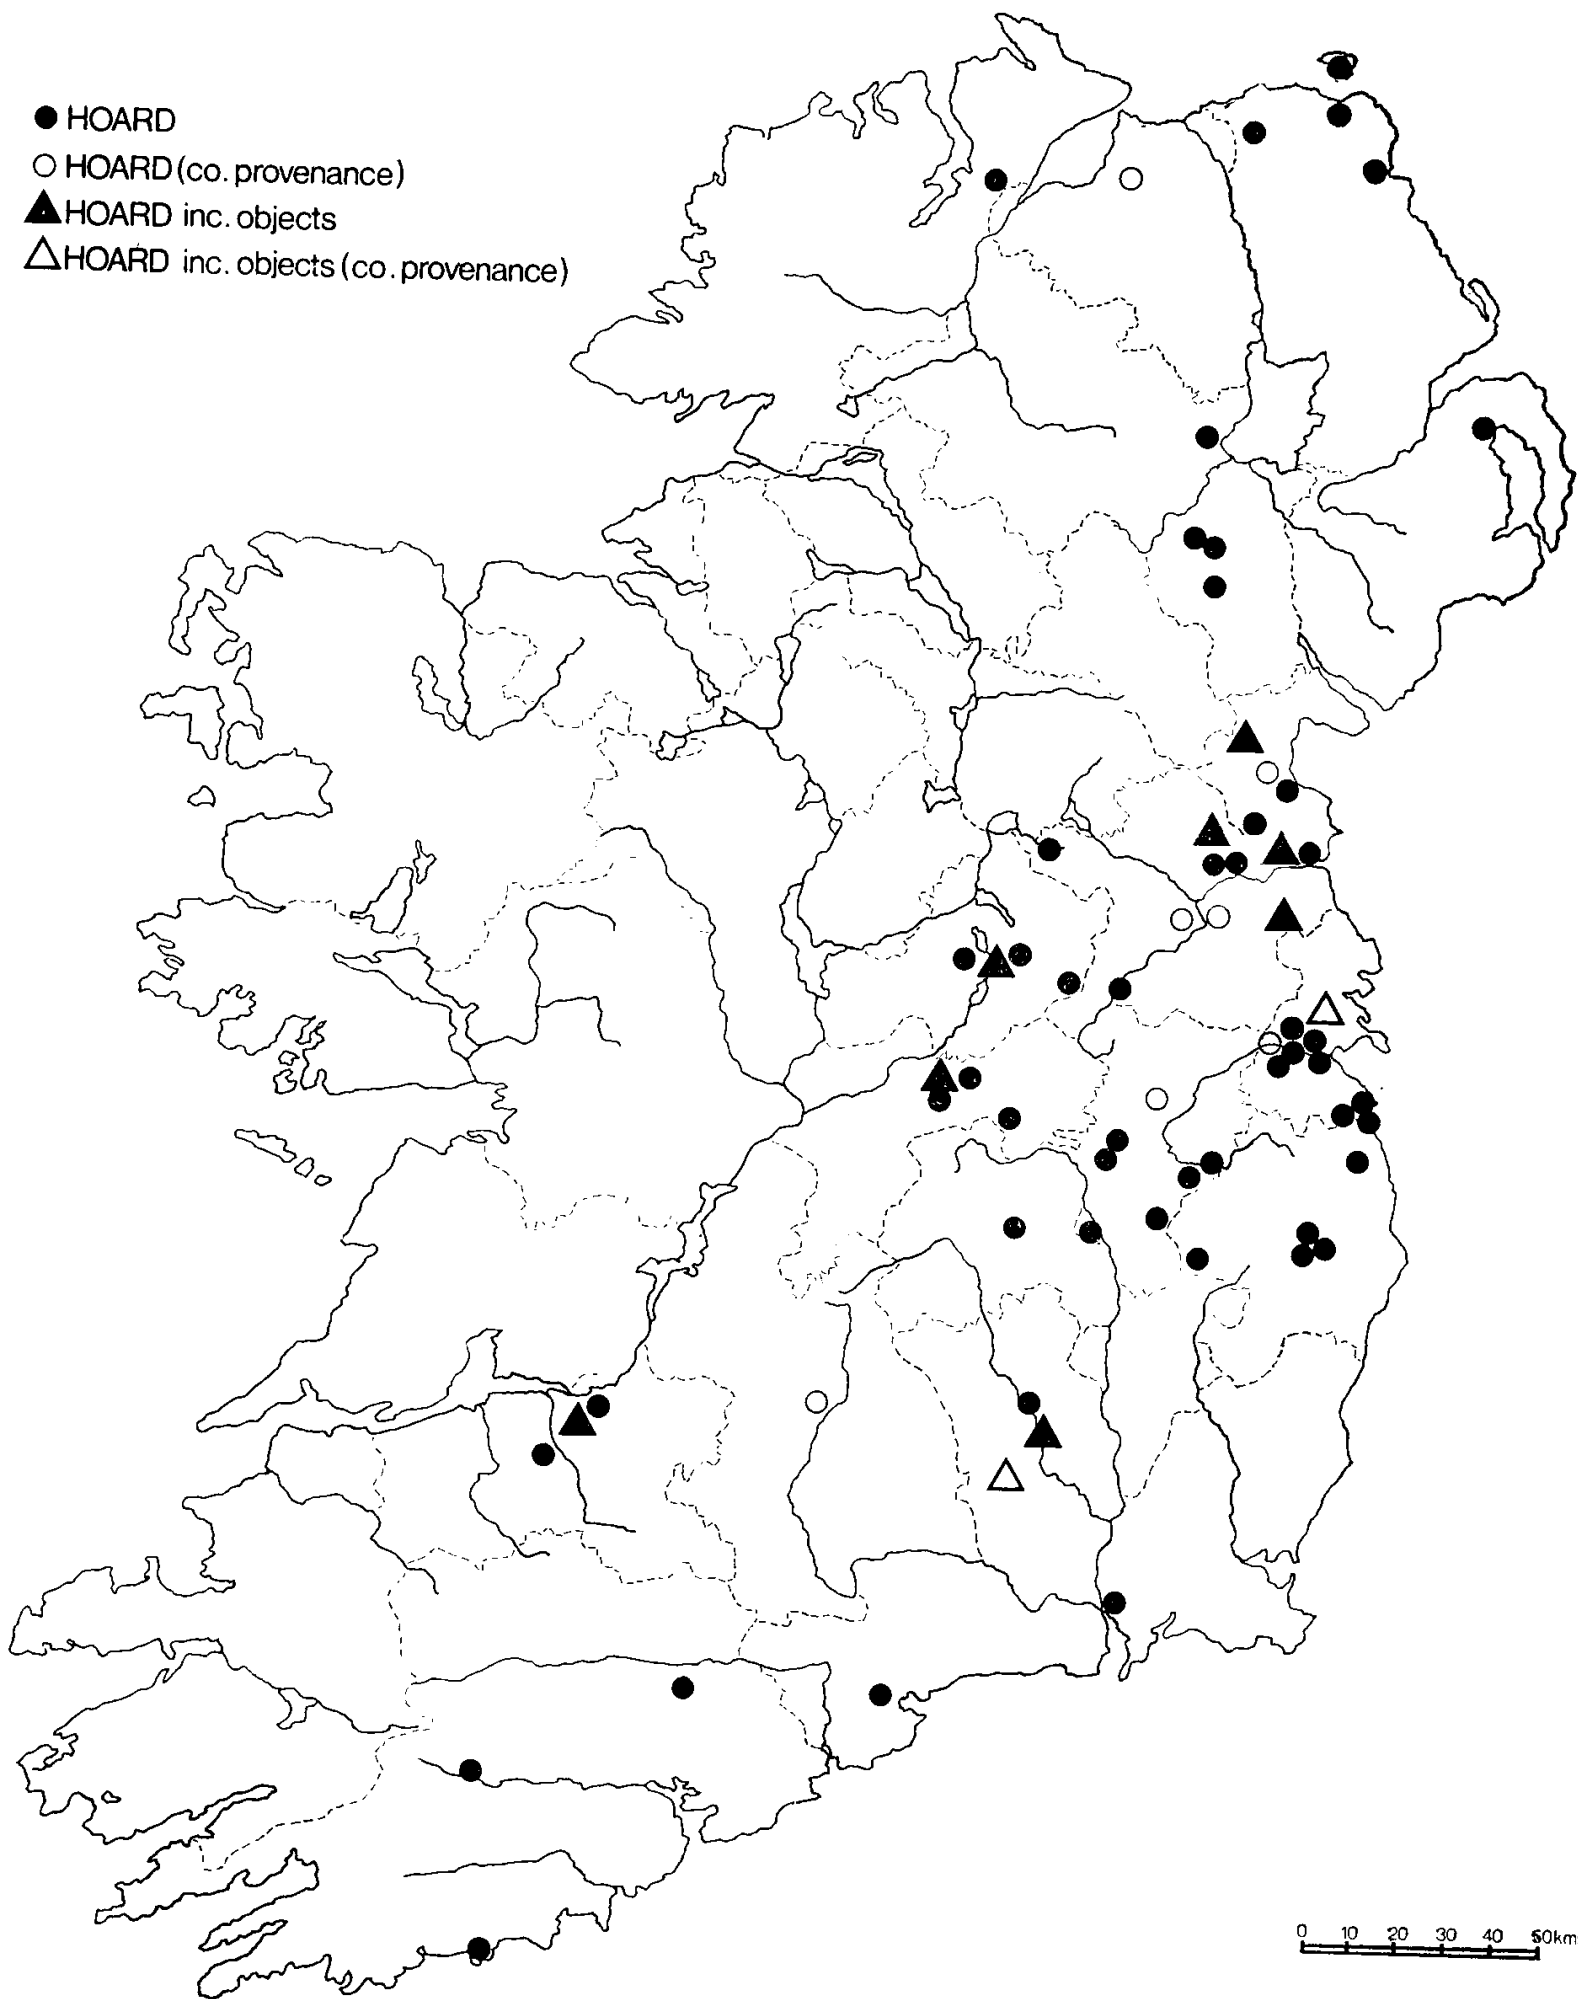 HOARD
HOARD (co. provenance)
HOARD inc. objects
HOARD inc. objects (co. provenance)
0 10 20 30 40 50km